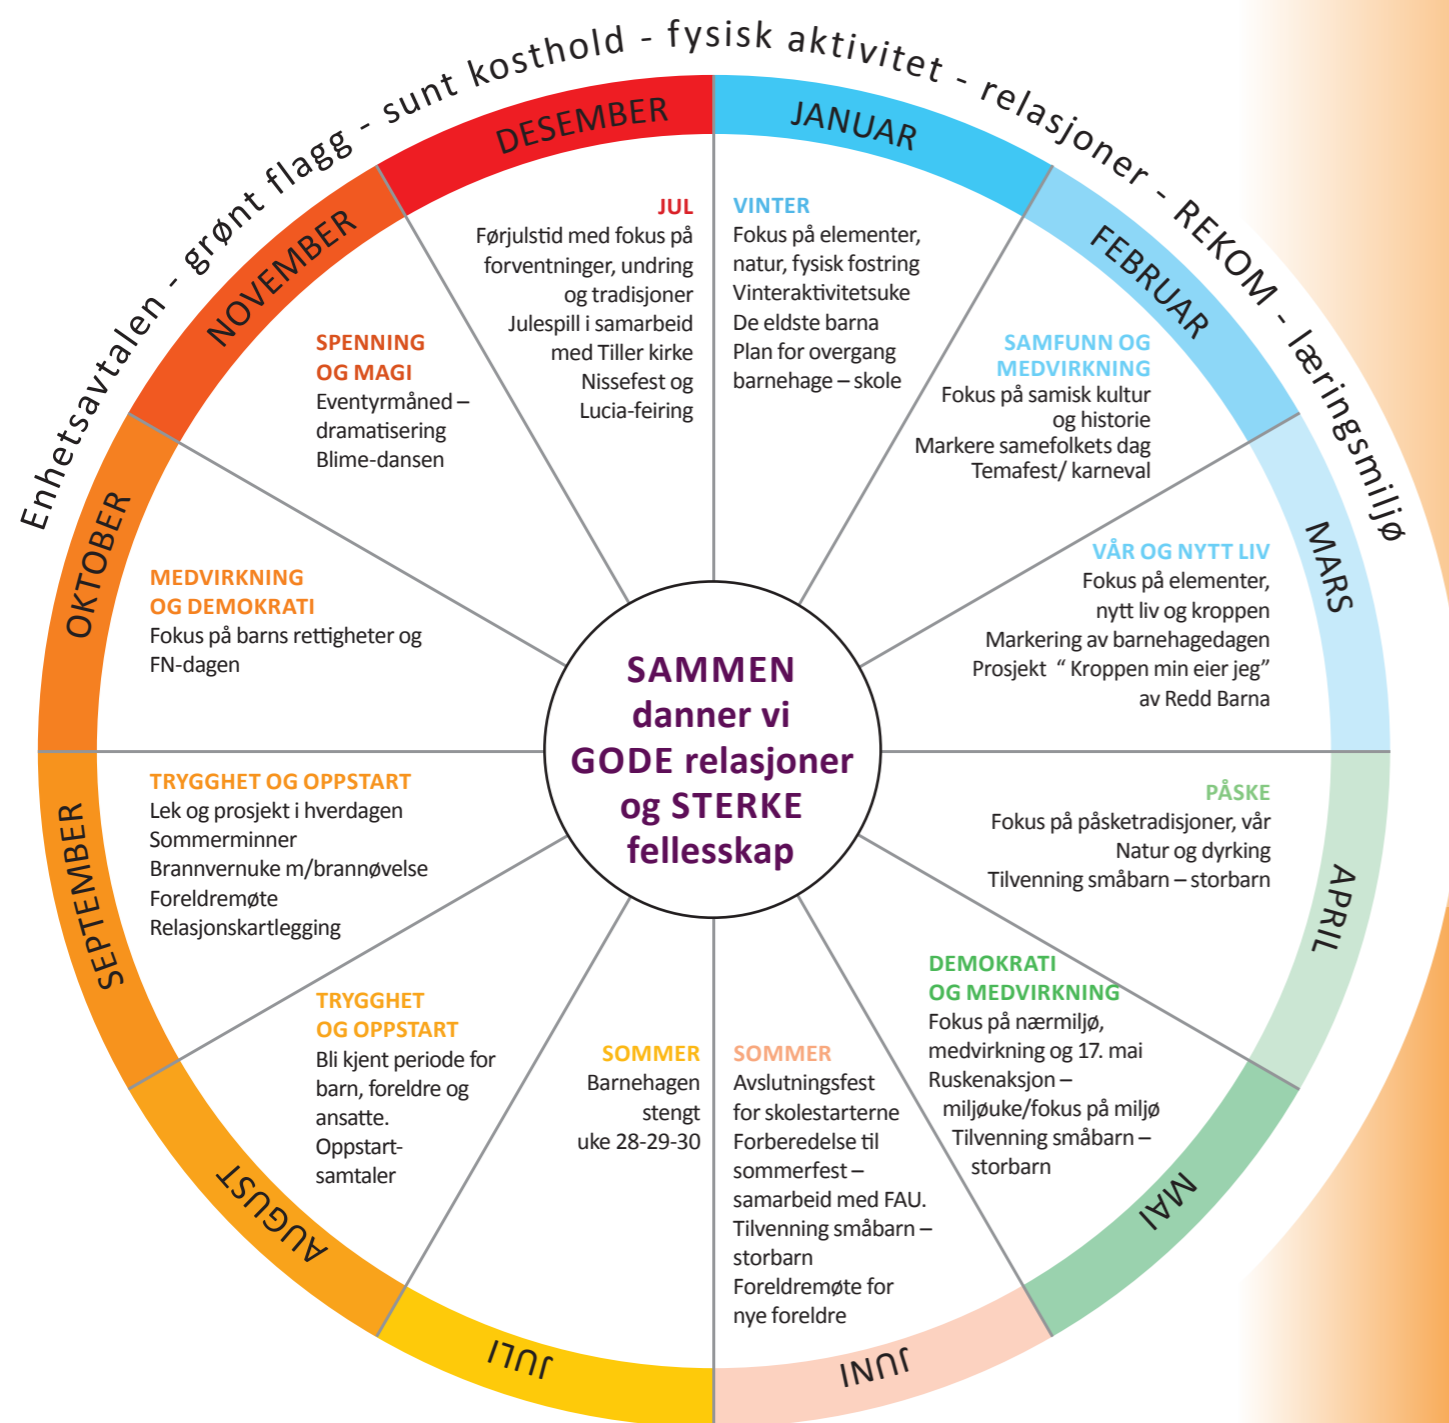 Enhetsavtalen - grønt flagg - sunt kosthold - fysisk aktivitet - relasjoner - REKOM - læringsmiljø
JANUAR
VINTER
Fokus på elementer,
natur, fysisk fostring
Vinteraktivitetsuke
De eldste barna
Plan for overgang
barnehage – skole
FEBRUAR
SAMFUNN OG
MEDVIRKNING
Fokus på samisk kultur
og historie
Markere samefolkets dag
Temafest/ karneval
MARS
VÅR OG NYTT LIV
Fokus på elementer,
nytt liv og kroppen
Markering av barnehagedagen
Prosjekt “ Kroppen min eier jeg”
av Redd Barna
APRIL
PÅSKE
Fokus på påsketradisjoner, vår
Natur og dyrking
Tilvenning småbarn – storbarn
MAI
DEMOKRATI
OG MEDVIRKNING
Fokus på nærmiljø,
medvirkning og 17. mai
Ruskenaksjon –
miljøuke/fokus på miljø
Tilvenning småbarn –
storbarn
JUNI
SOMMER
Avslutningsfest
for skolestarterne
Forberedelse til
sommerfest –
samarbeid med FAU.
Tilvenning småbarn –
storbarn
Foreldremøte for
nye foreldre
JULI
SOMMER
Barnehagen
stengt
uke 28-29-30
AUGUST
TRYGGHET
OG OPPSTART
Bli kjent periode for
barn, foreldre og
ansatte.
Oppstart-
samtaler
SEPTEMBER
TRYGGHET OG OPPSTART
Lek og prosjekt i hverdagen
Sommerminner
Brannvernuke m/brannøvelse
Foreldremøte
Relasjonskartlegging
OKTOBER
MEDVIRKNING
OG DEMOKRATI
Fokus på barns rettigheter og
FN-dagen
NOVEMBER
SPENNING
OG MAGI
Eventyrmåned –
dramatisering
Blime-dansen
DESEMBER
JUL
Førjulstid med fokus på
forventninger, undring
og tradisjoner
Julespill i samarbeid
med Tiller kirke
Nissefest og
Lucia-feiring
SAMMEN
danner vi
GODE relasjoner
og STERKE
fellesskap